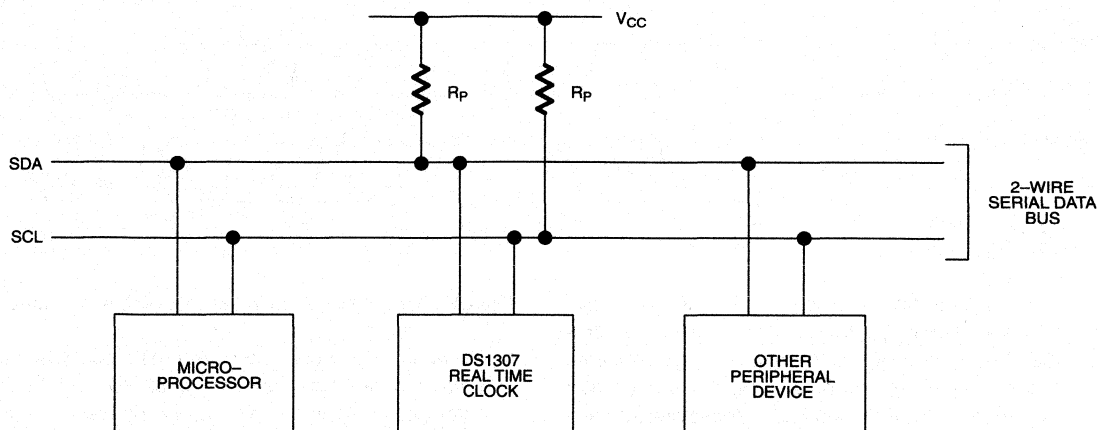 VCC
RP
RP
SDA
SCL
2–WIRE
SERIAL DATA
BUS
MICRO–
PROCESSOR
DS1307
REAL TIME
CLOCK
OTHER
PERIPHERAL
DEVICE